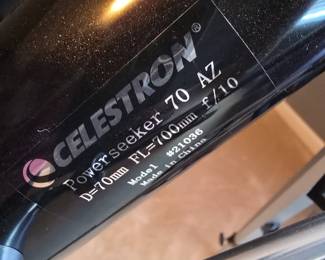 CELESTRON
Powerseeker 70 AZ
D=70mm FL=700mm f/10
Model #21036
Made in China